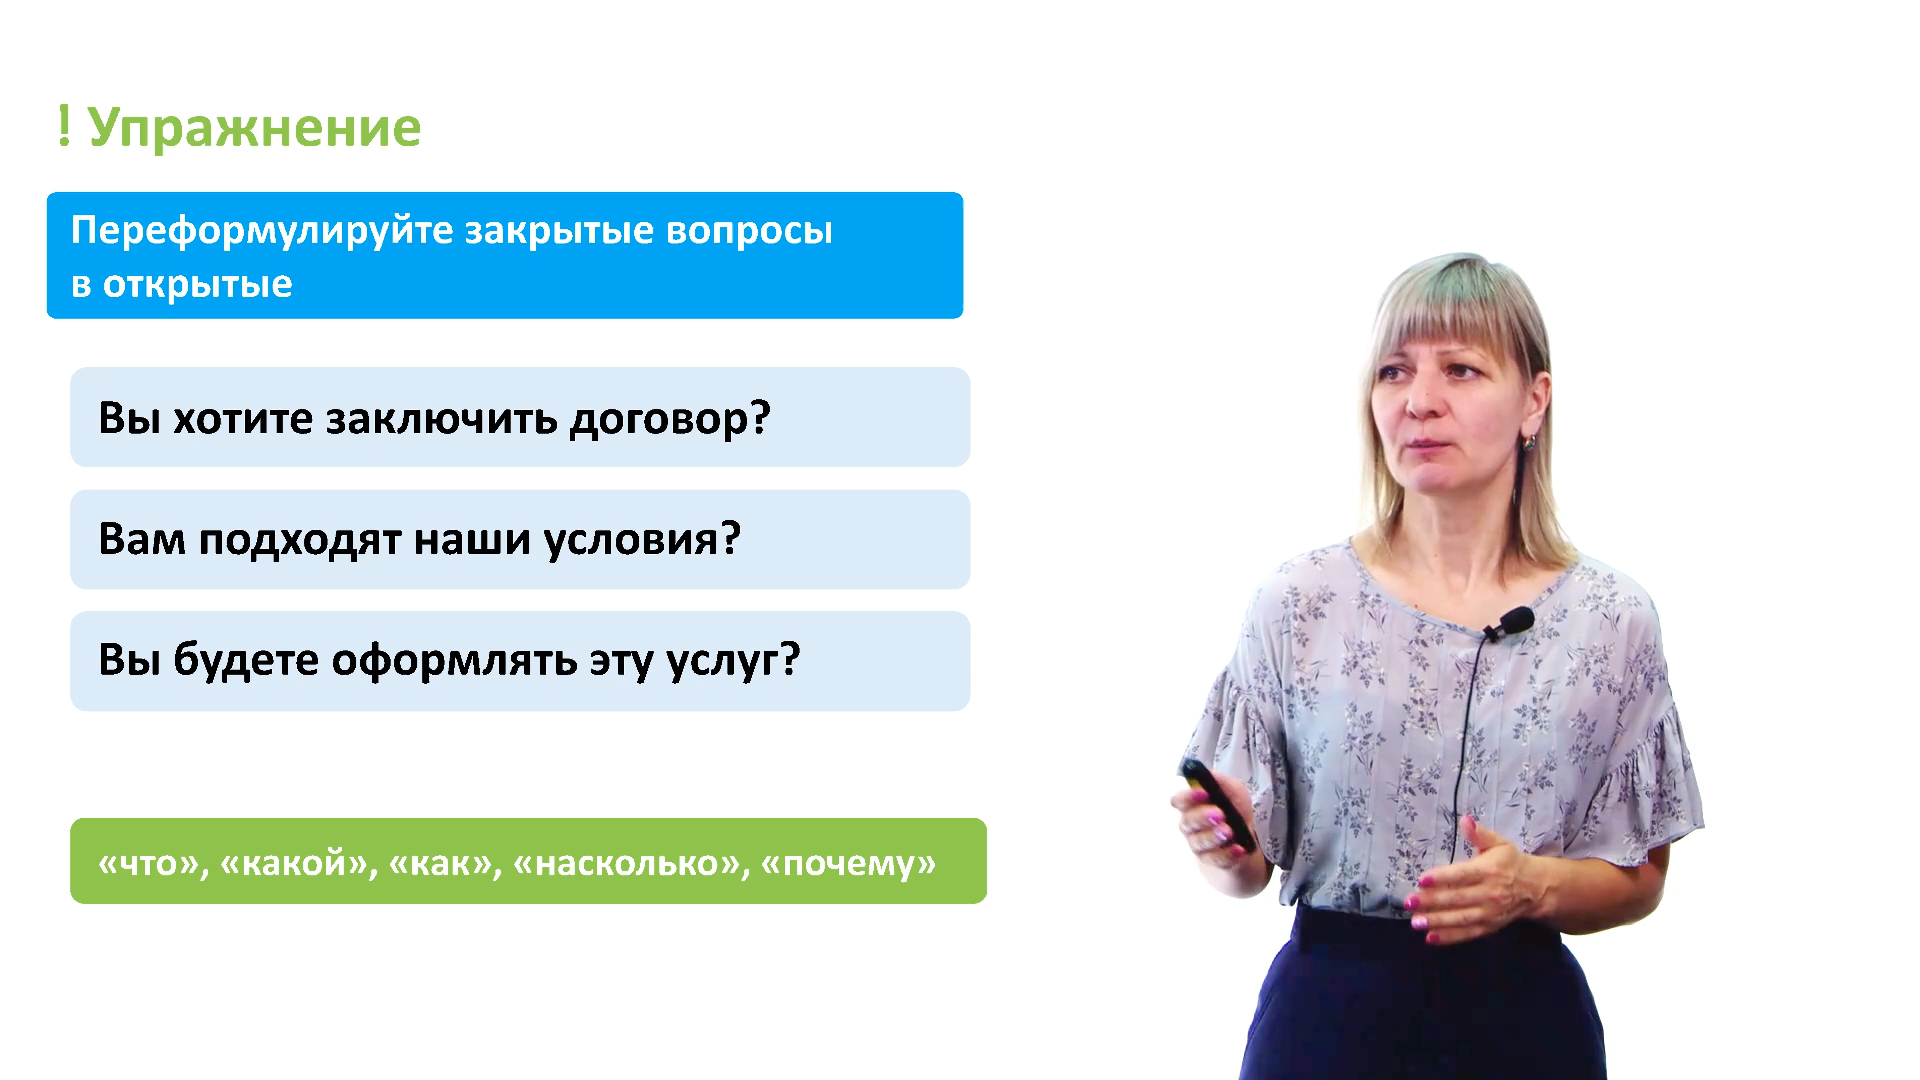 ! Упражнение
Переформулируйте закрытые вопросы
в открытые
Вы хотите заключить договор?
Вам подходят наши условия?
Вы будете оформлять эту услуг?
«что», «какой», «как», «насколько», «почему»